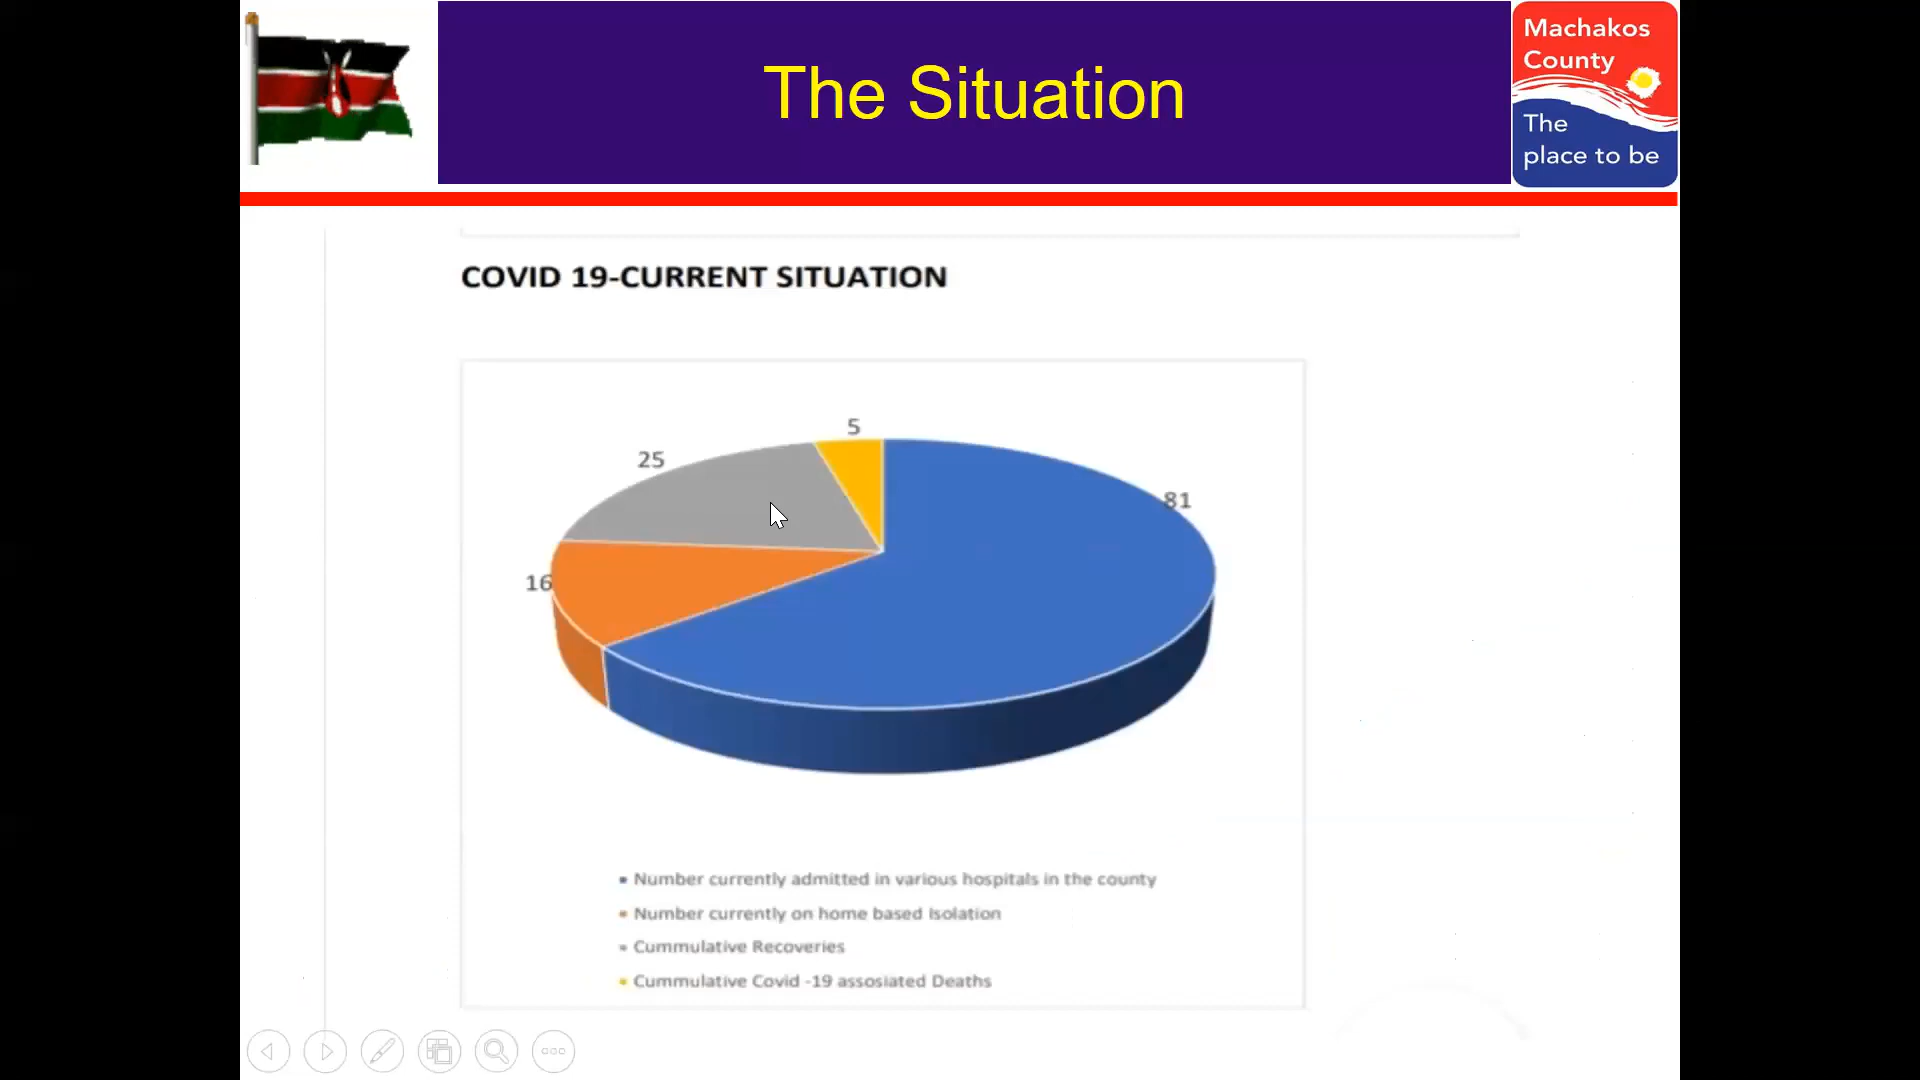 The Situation
Machakos
County
The
place to be
COVID 19-CURRENT SITUATION
5
25
81
16
Number currently admitted in various hospitals in the county
Number currently on home based Isolation
Cummulative Recoveries
Cummulative Covid -19 assosiated Deaths